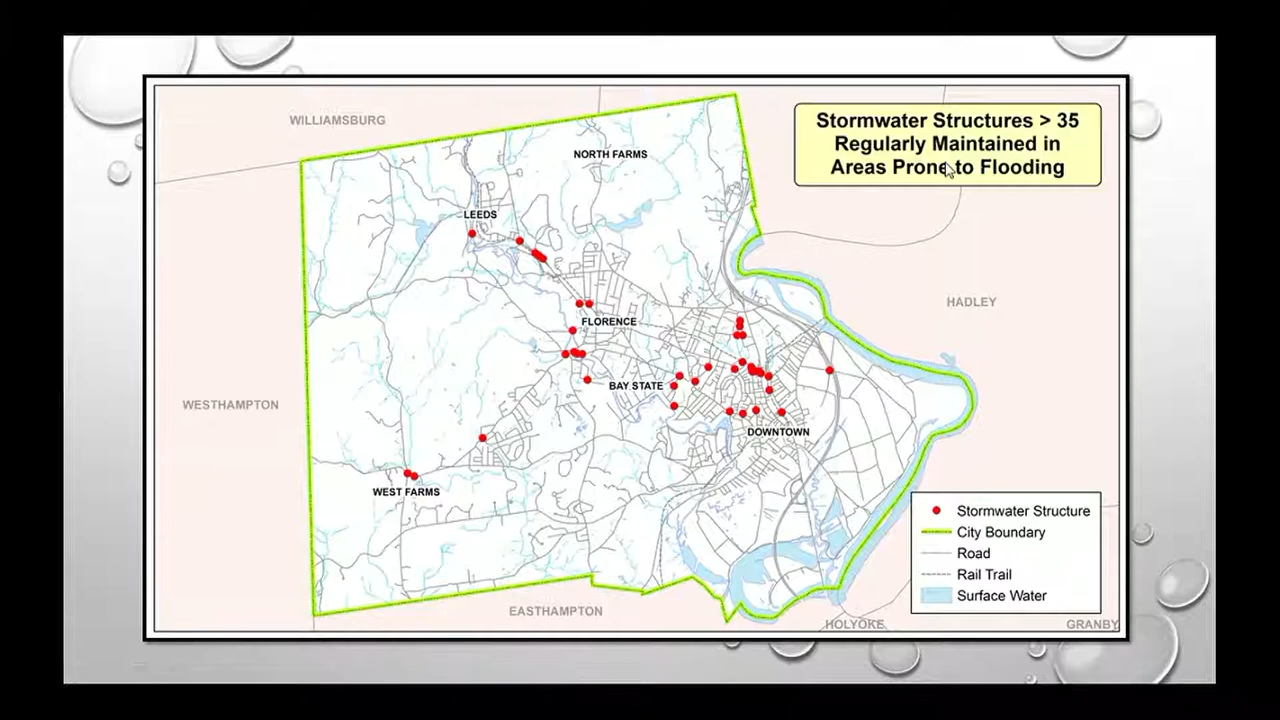 WILLIAMSBURG
Stormwater Structures > 35
Regularly Maintained in
Areas Prone to Flooding
NORTH FARMS
LEEDS
HADLEY
FLORENCE
BAY STATE
WESTHAMPTON
DOWNTOWN
WEST FARMS
Stormwater Structure
City Boundary
Road
Rail Trail
Surface Water
EASTHAMPTON
HOLYOKE
GRANBY